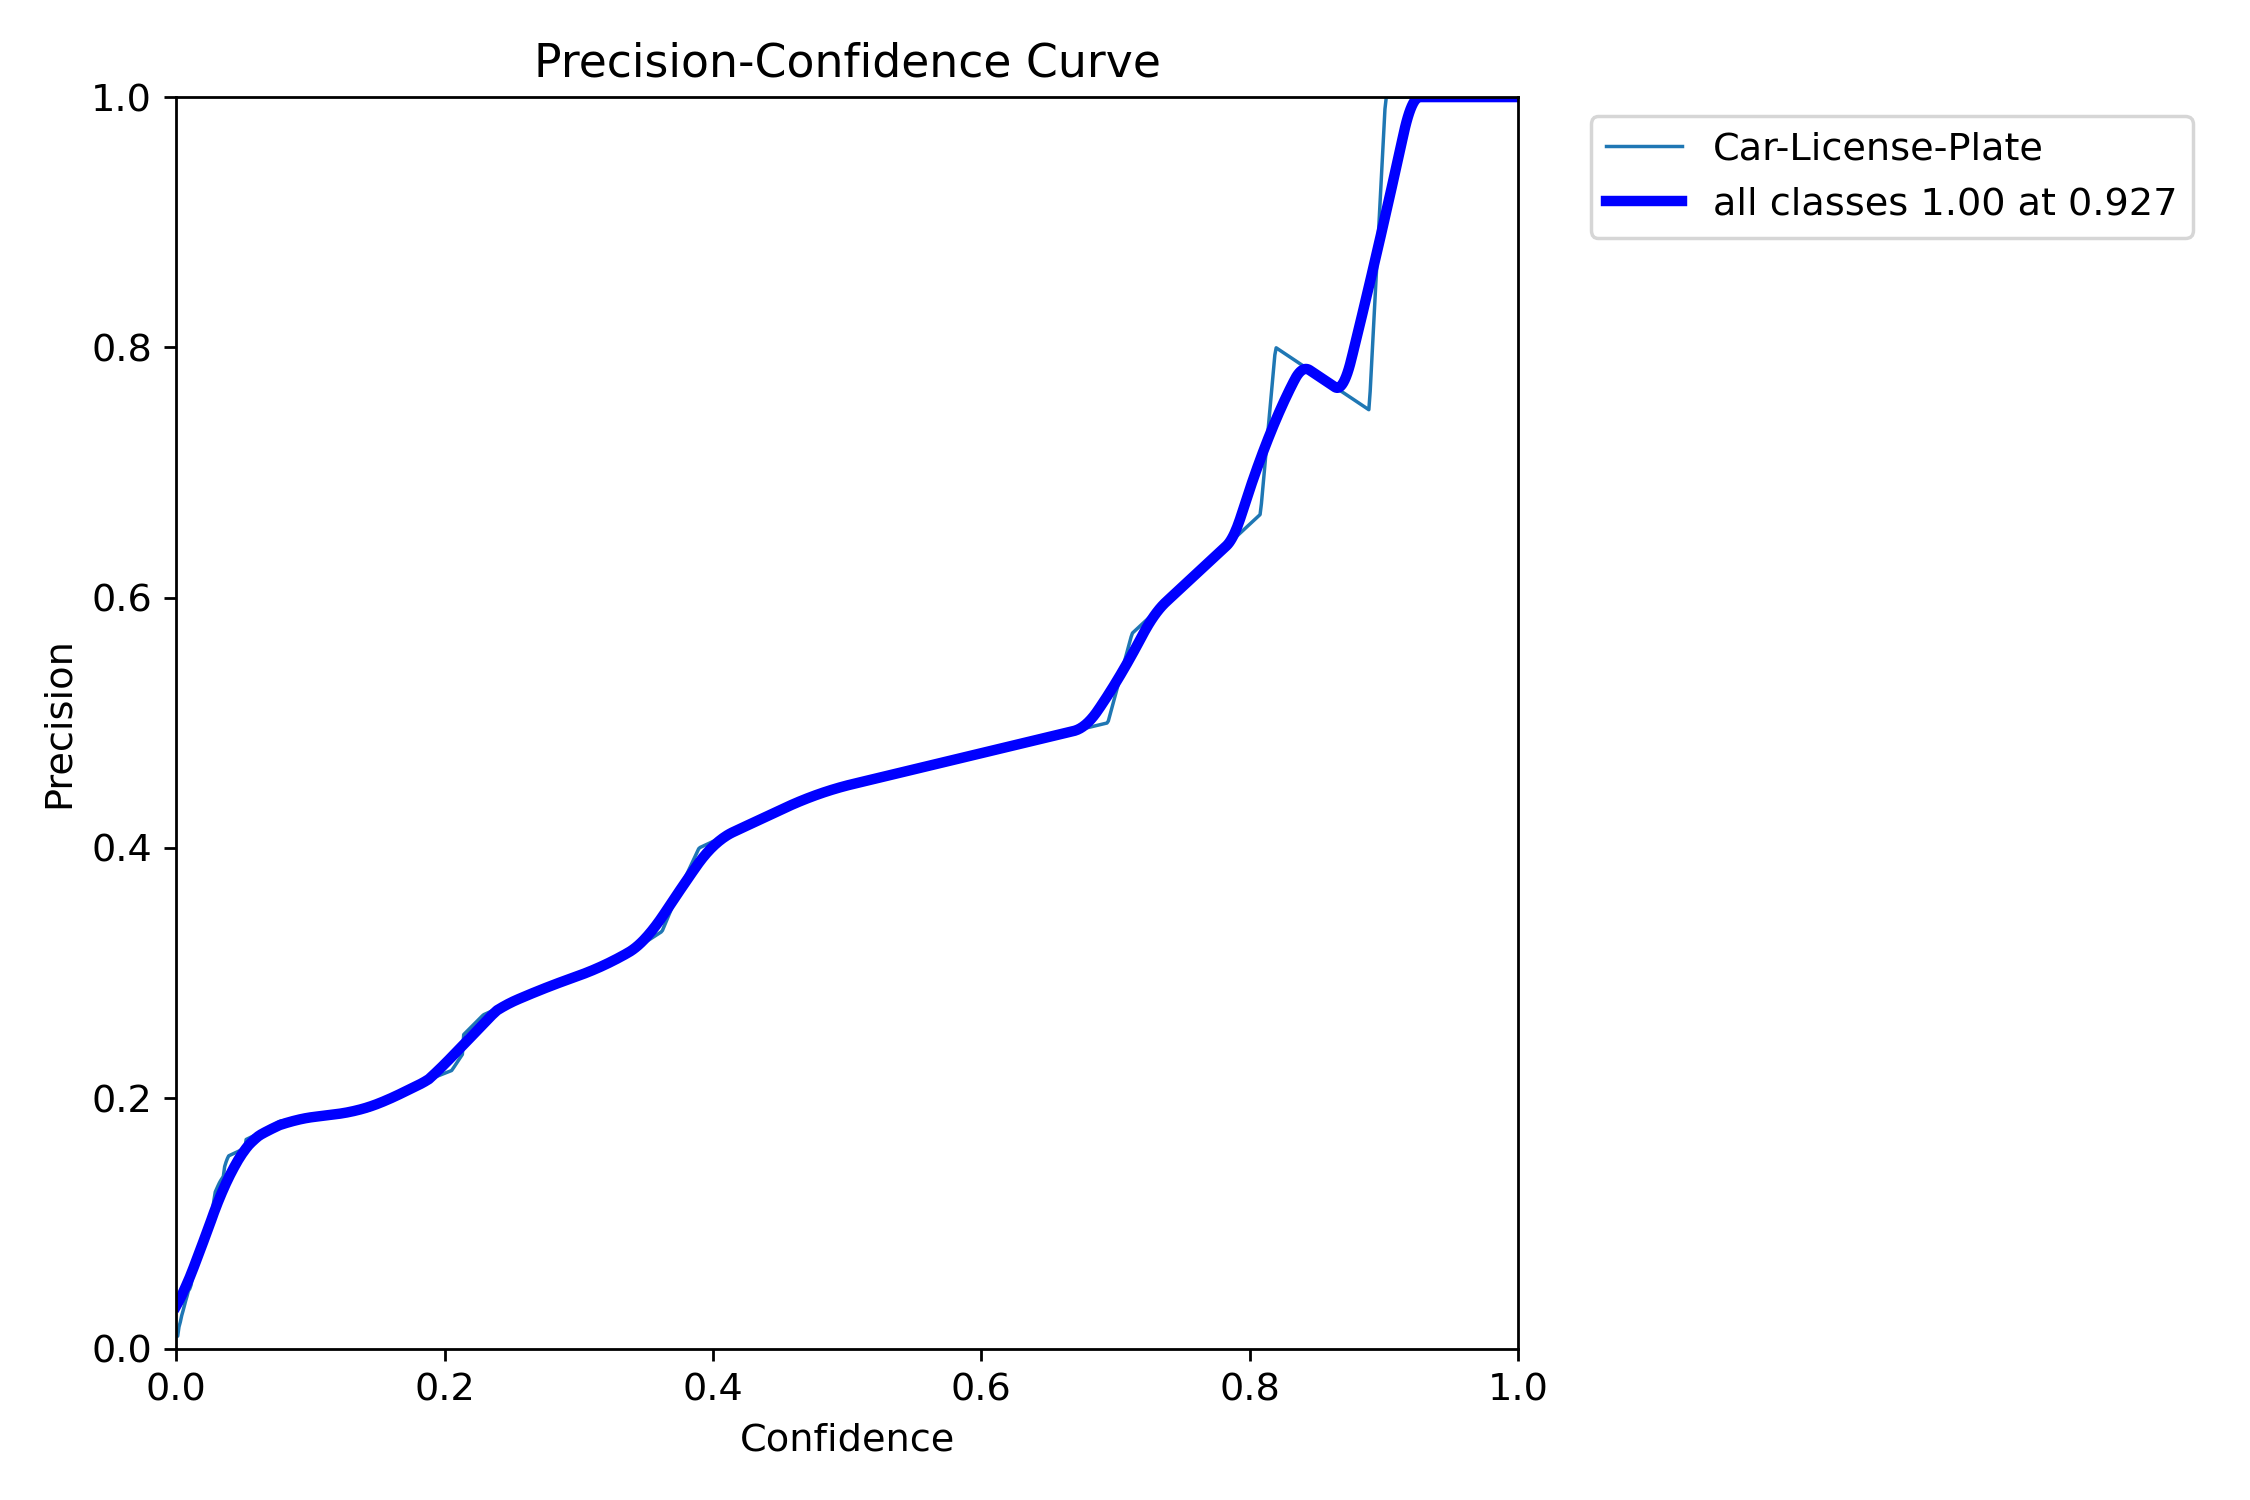 Precision-Confidence Curve
Car-License-Plate
all classes 1.00 at 0.927
1.0
0.8
0.6
0.4
0.2
0.0
Precision
0.0 0.2 0.4 0.6 0.8 1.0
Confidence